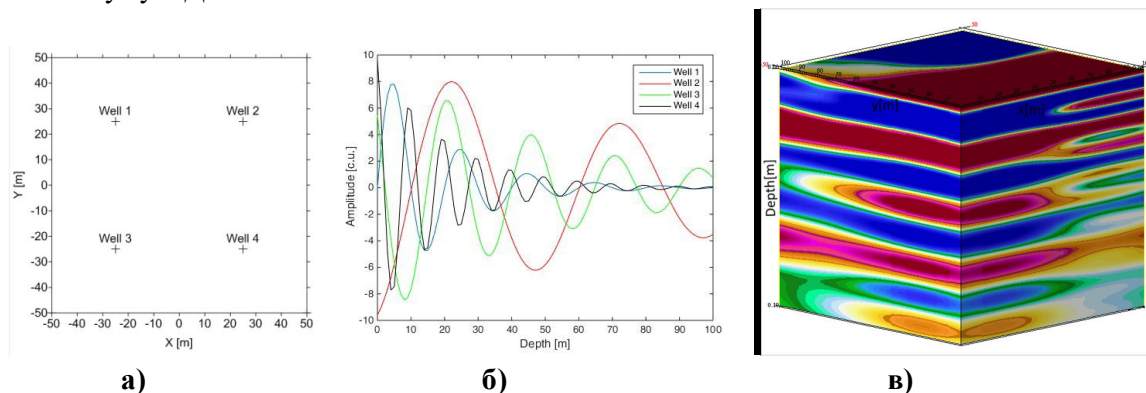 50
40
30
20
10
0
-10
-20
-30
-40
-50
-50 -40 -30 -20 -10 0 10 20 30 40 50
Y [m]
X [m]
Well 1
Well 2
Well 3
Well 4
а)
10
8
6
4
2
0
-2
-4
-6
-8
-10
0 10 20 30 40 50 60 70 80 90 100
Amplitude [c.u.]
Depth [m]
Well 1
Well 2
Well 3
Well 4
б)
y[m]
x[m]
Depth[m]
в)